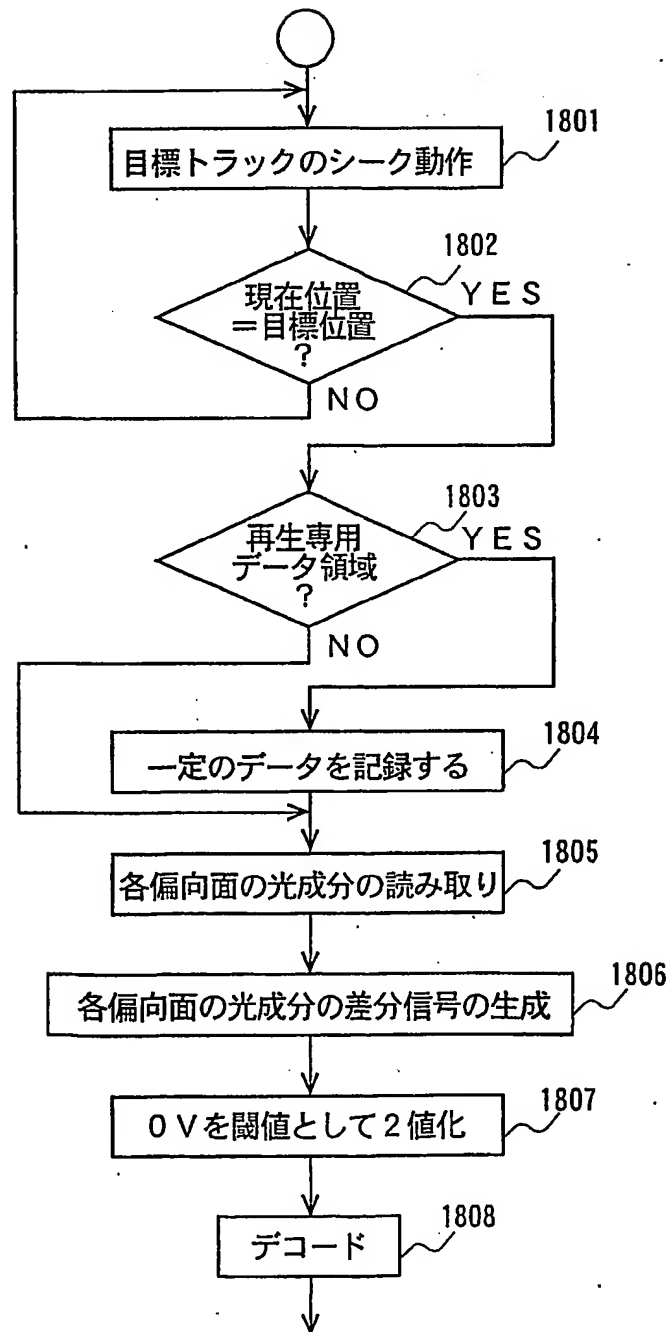 1801
目標トラックのシーク動作
1802
現在位置
＝目標位置
？
YES
NO
1803
再生専用
データ領域
？
YES
NO
1804
一定のデータを記録する
1805
各偏向面の光成分の読み取り
1806
各偏向面の光成分の差分信号の生成
1807
０Ｖを閾値として２値化
1808
デコード